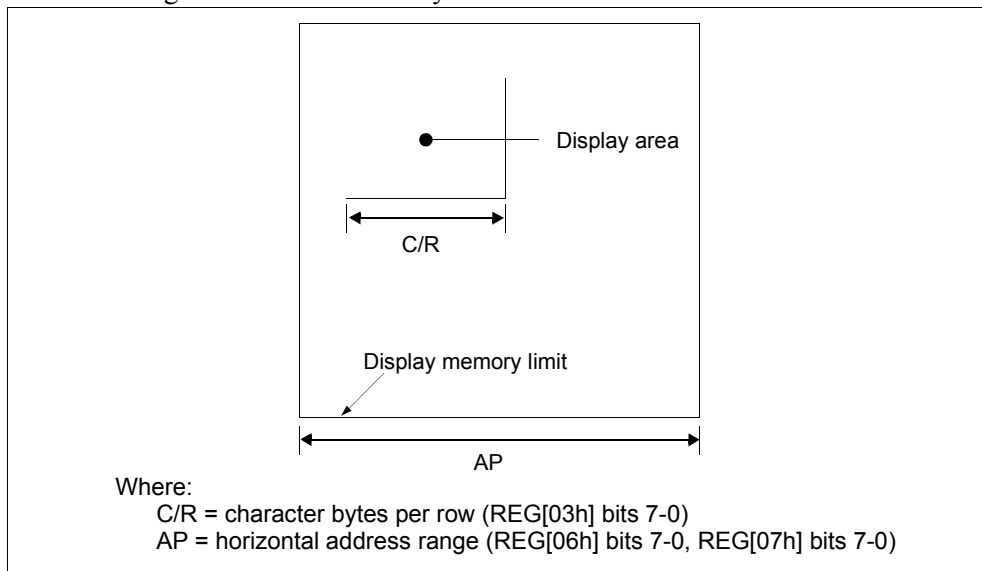 Display area
C/R
Display memory limit
AP
Where:
C/R = character bytes per row (REG[03h] bits 7-0)
AP = horizontal address range (REG[06h] bits 7-0, REG[07h] bits 7-0)